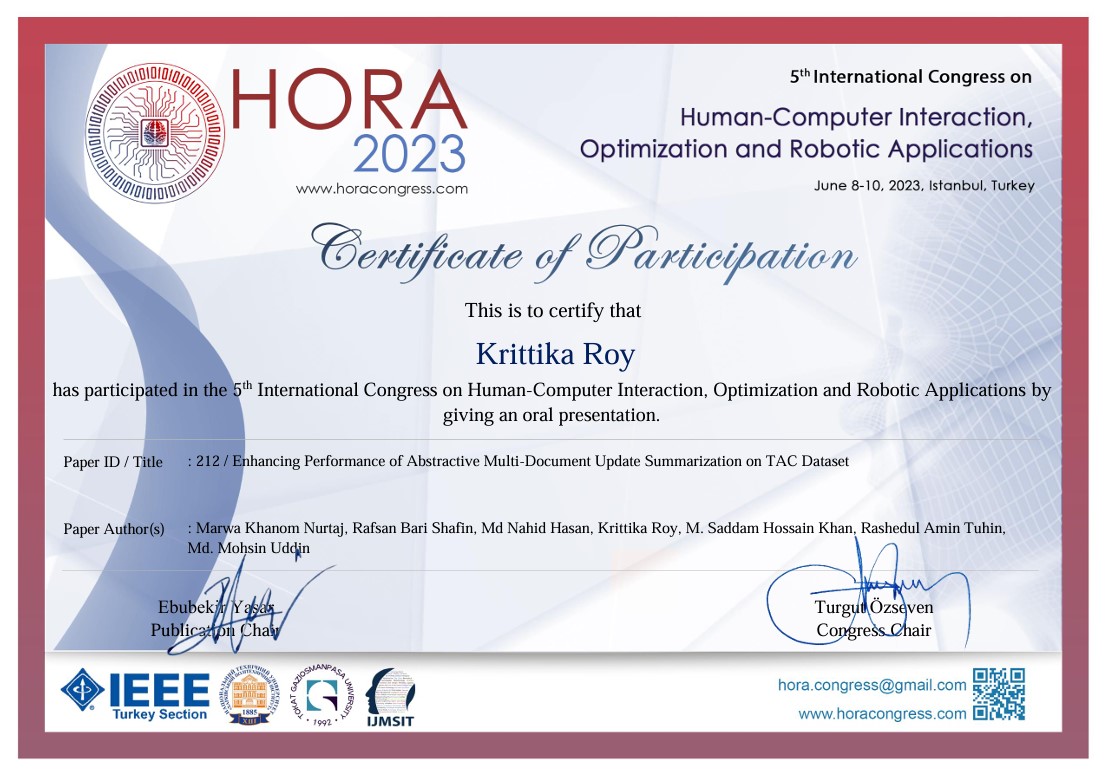 HORA
2023
www.horacongress.com
5th International Congress on
Human-Computer Interaction,
Optimization and Robotic Applications
June 8-10, 2023, Istanbul, Turkey
Certificate of Participation
This is to certify that
Krittika Roy
has participated in the 5th International Congress on Human-Computer Interaction, Optimization and Robotic Applications by
giving an oral presentation.
Paper ID / Title : 212 / Enhancing Performance of Abstractive Multi-Document Update Summarization on TAC Dataset
Paper Author(s) : Marwa Khanom Nurtaj, Rafsan Bari Shafin, Md Nahid Hasan, Krittika Roy, M. Saddam Hossain Khan, Rashedul Amin Tuhin,
Md. Mohsin Uddin
Ebubekir Yaşar
Publication Chair
Turgut Özseven
Congress Chair
IEEE
Turkey Section
1885
XIII
TOKAT GAZIOSMANPASA UNIVERSITY
1992
IJMSIT
hora.congress@gmail.com
www.horacongress.com